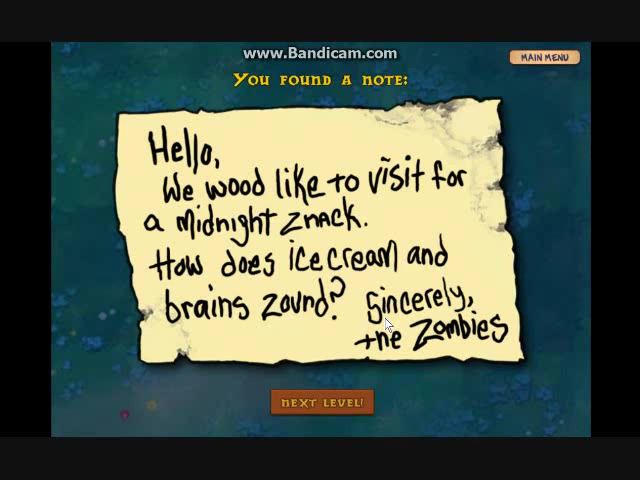 www.Bandicam.com
MAIN MENU
YOU FOUND A NOTE:
Hello,
We wood like to visit for
a midnight znack.
How does icecream and
brains zound? Sincerely,
the Zombies
NEXT LEVEL!